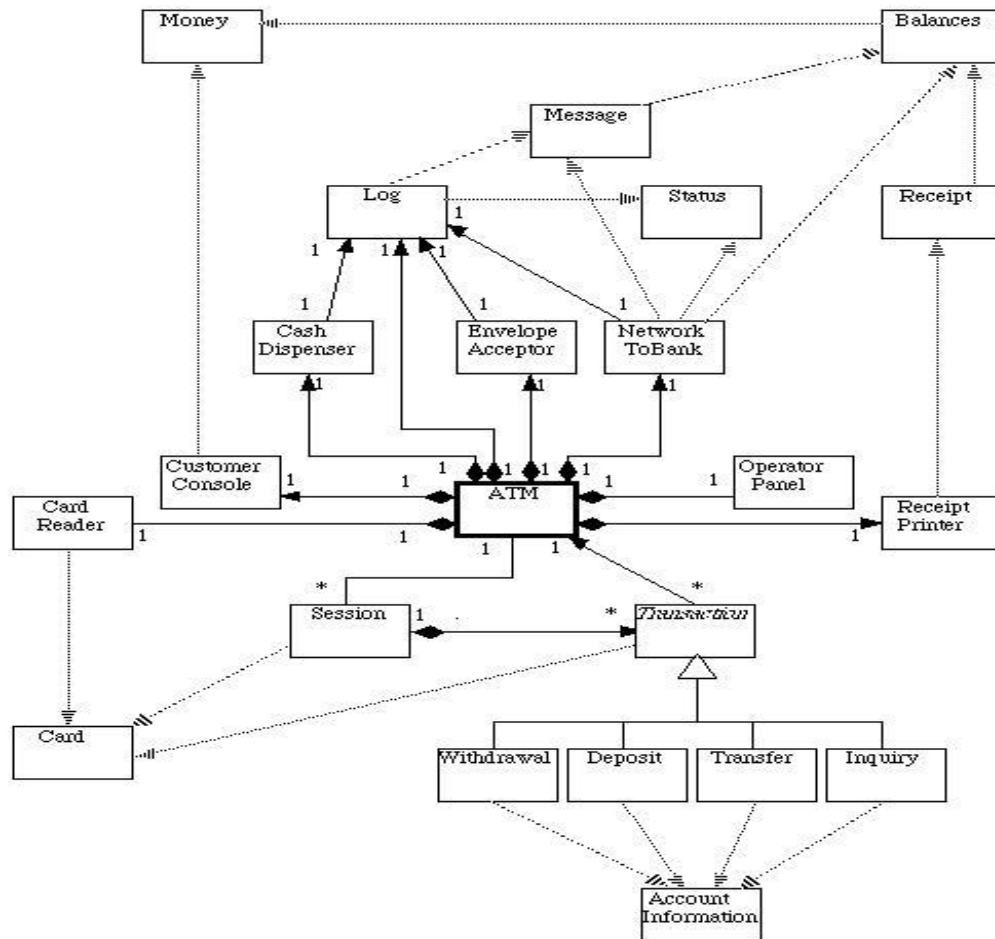 Money
Balances
Message
Log
Status
Receipt
1
1
1
1
1
1
1
Cash
Dispenser
Envelope
Acceptor
Network
ToBank
1
1
1
Customer
Console
1
1
1
1
Operator
Panel
1
1
1
1
ATM
Card
Reader
Receipt
Printer
1
1
1
1
1
1
*
*
Session
1
*
Transaction
Card
Withdrawal
Deposit
Transfer
Inquiry
Account
Information